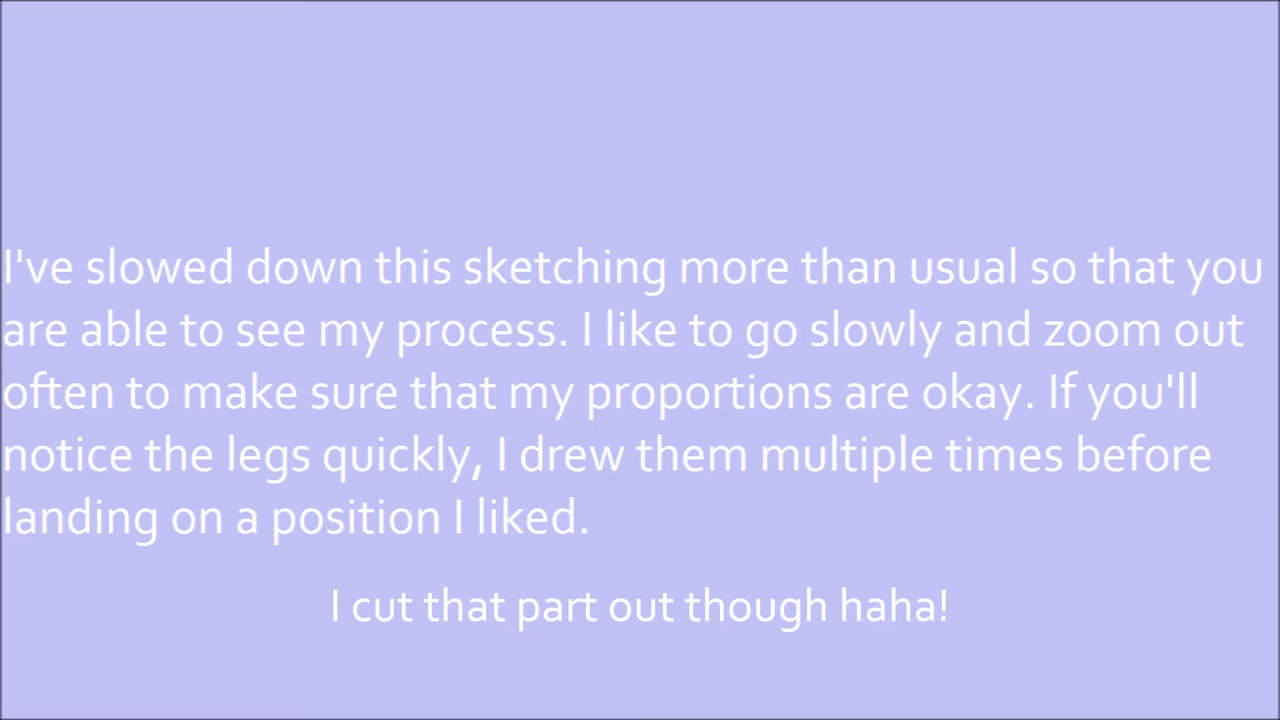 I've slowed down this sketching more than usual so that you
are able to see my process. I like to go slowly and zoom out
often to make sure that my proportions are okay. If you'll
notice the legs quickly, I drew them multiple times before
landing on a position I liked.
I cut that part out though haha!